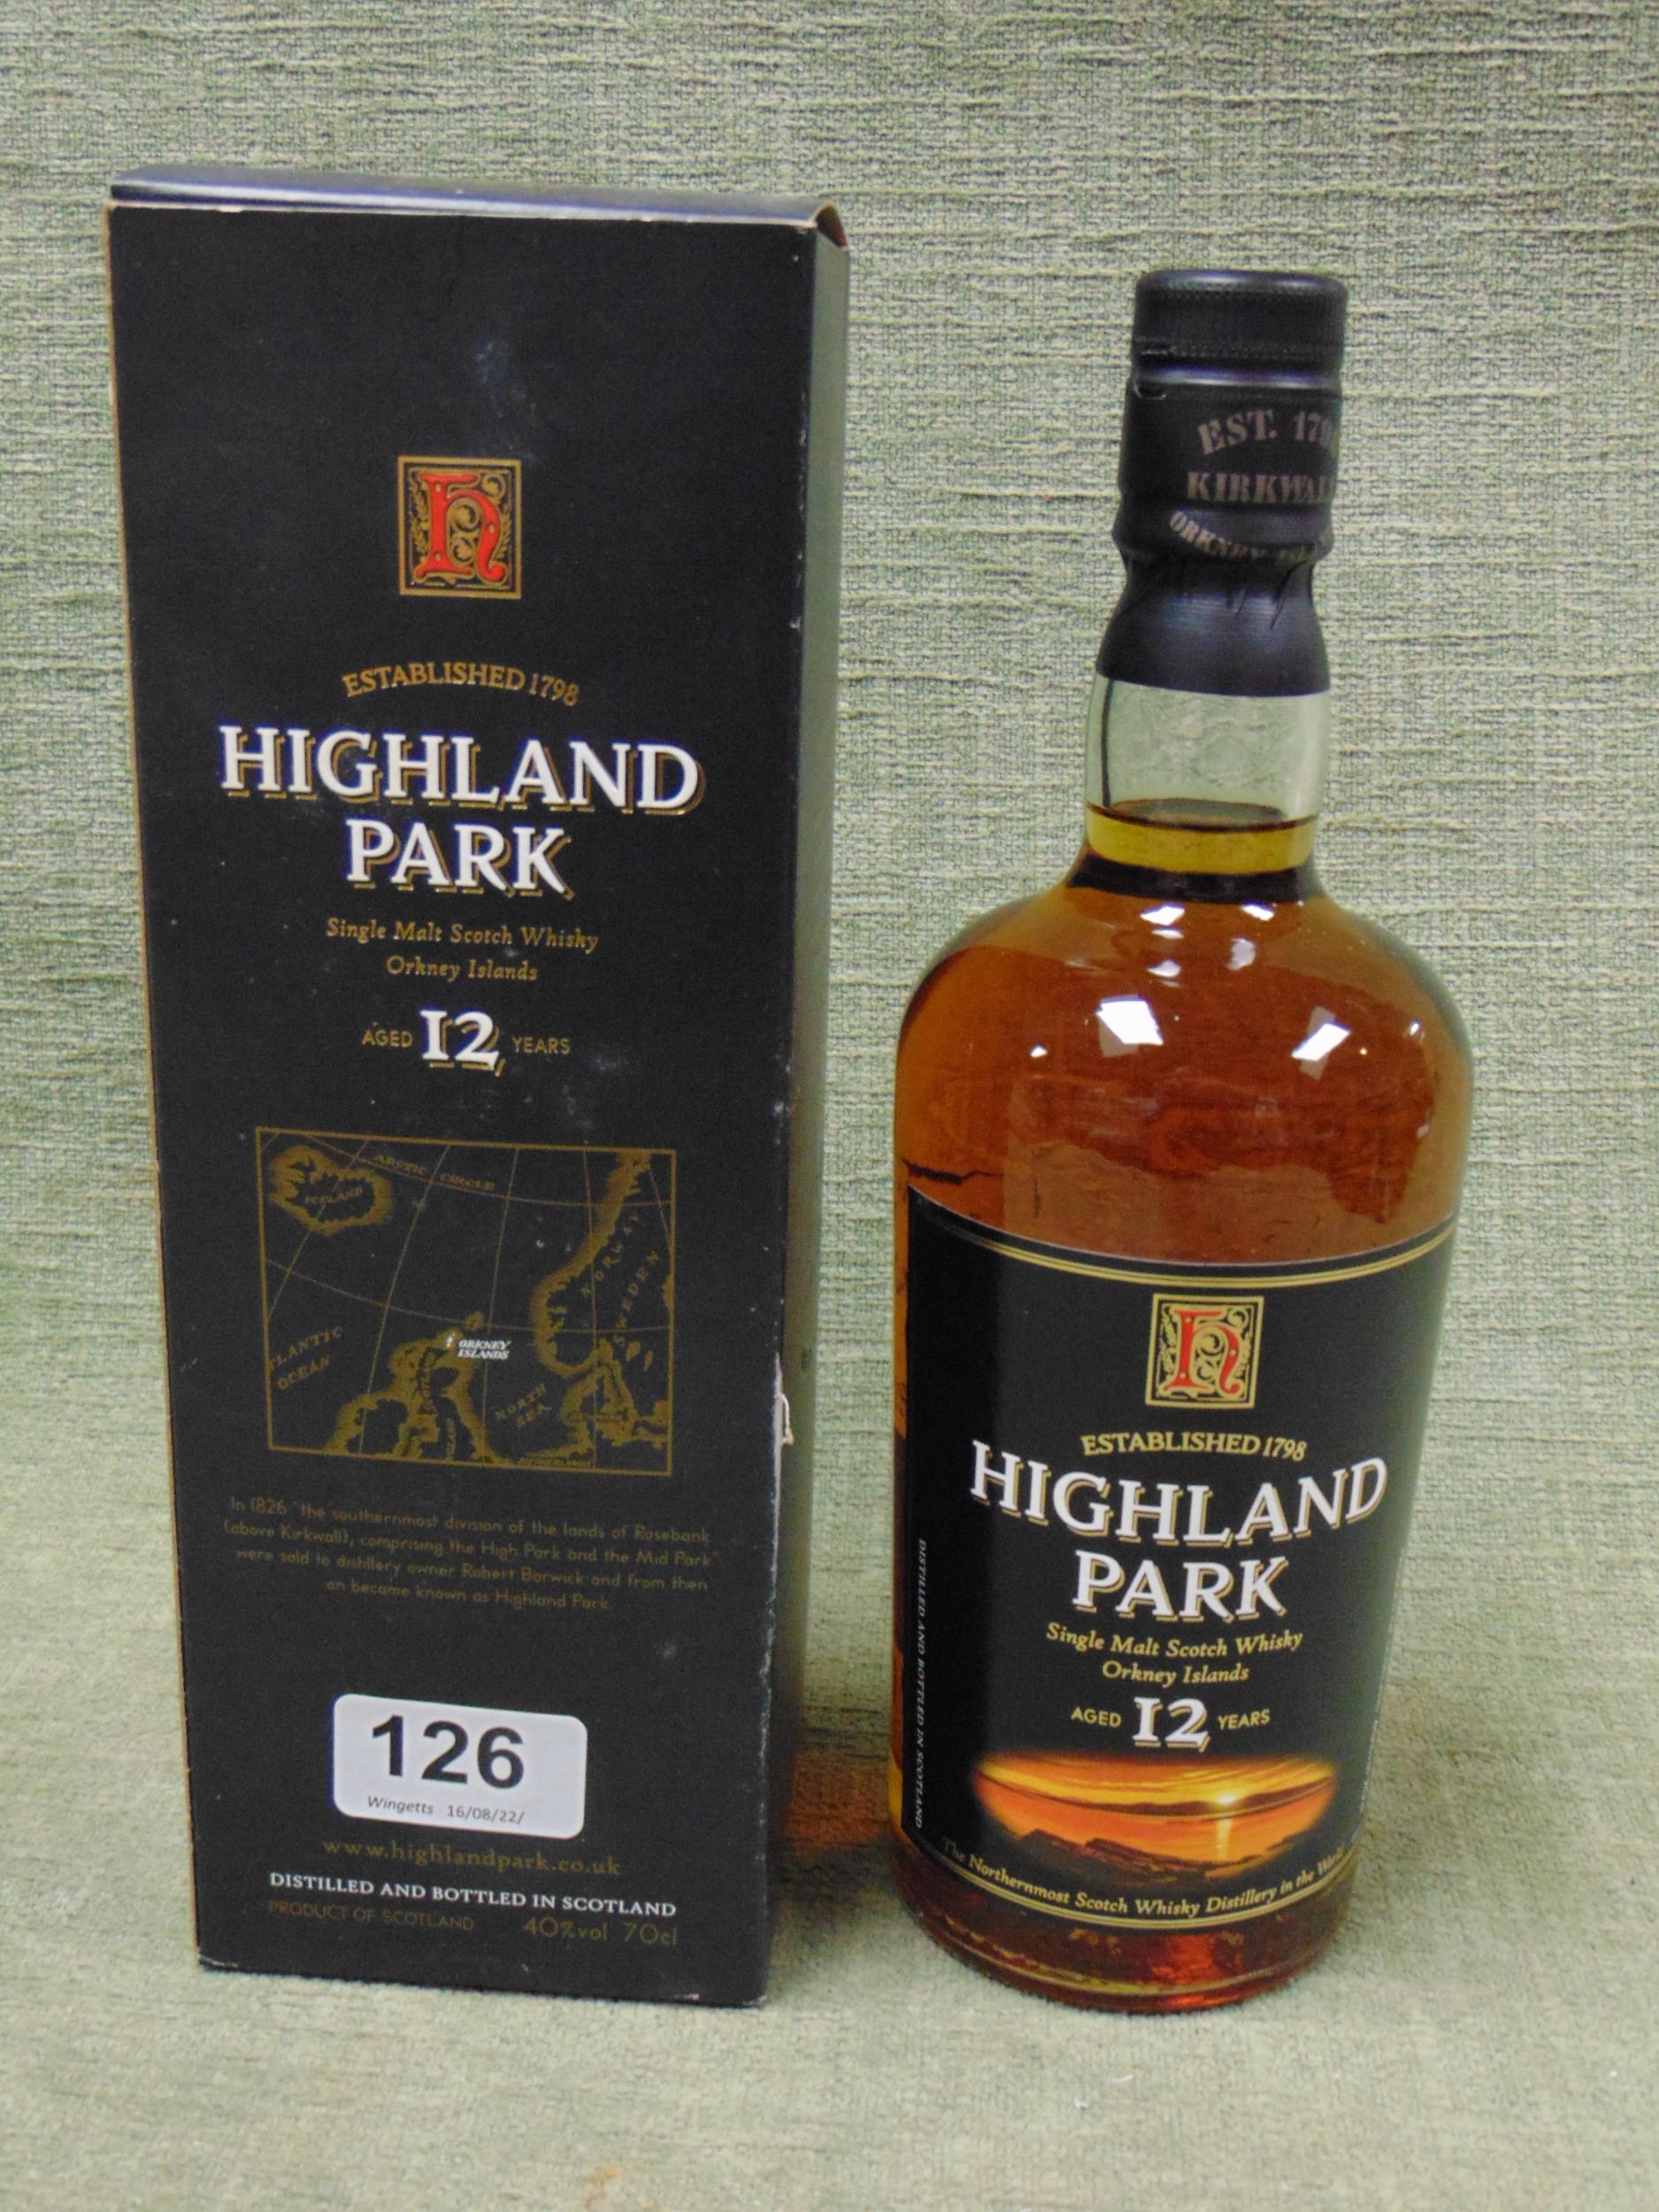 H
ESTABLISHED 1798
HIGHLAND
PARK
Single Malt Scotch Whisky
Orkney Islands
AGED 12 YEARS
ARCTIC CIRCLE
ICELAND
NORWAY
SWEDEN
ORKNEY
ISLANDS
OCEAN
NORTH
SEA
In 1826 "the southernmost division of the lands of Rosebank
(above Kirkwall), comprising the High Park and the Mid Park"
were sold to distillery owner Robert Borwick and from then
on became known as Highland Park.
126
Wingetts 16/08/22/
www.highlandpark.co.uk
DISTILLED AND BOTTLED IN SCOTLAND
PRODUCT OF SCOTLAND 40%vol 70cl
EST.
ORKNEY
H
ESTABLISHED 1798
HIGHLAND
PARK
Single Malt Scotch Whisky
Orkney Islands
AGED 12 YEARS
The Northernmost Scotch Whisky Distillery in the World
DISTILLED AND BOTTLED IN SCOTLAND